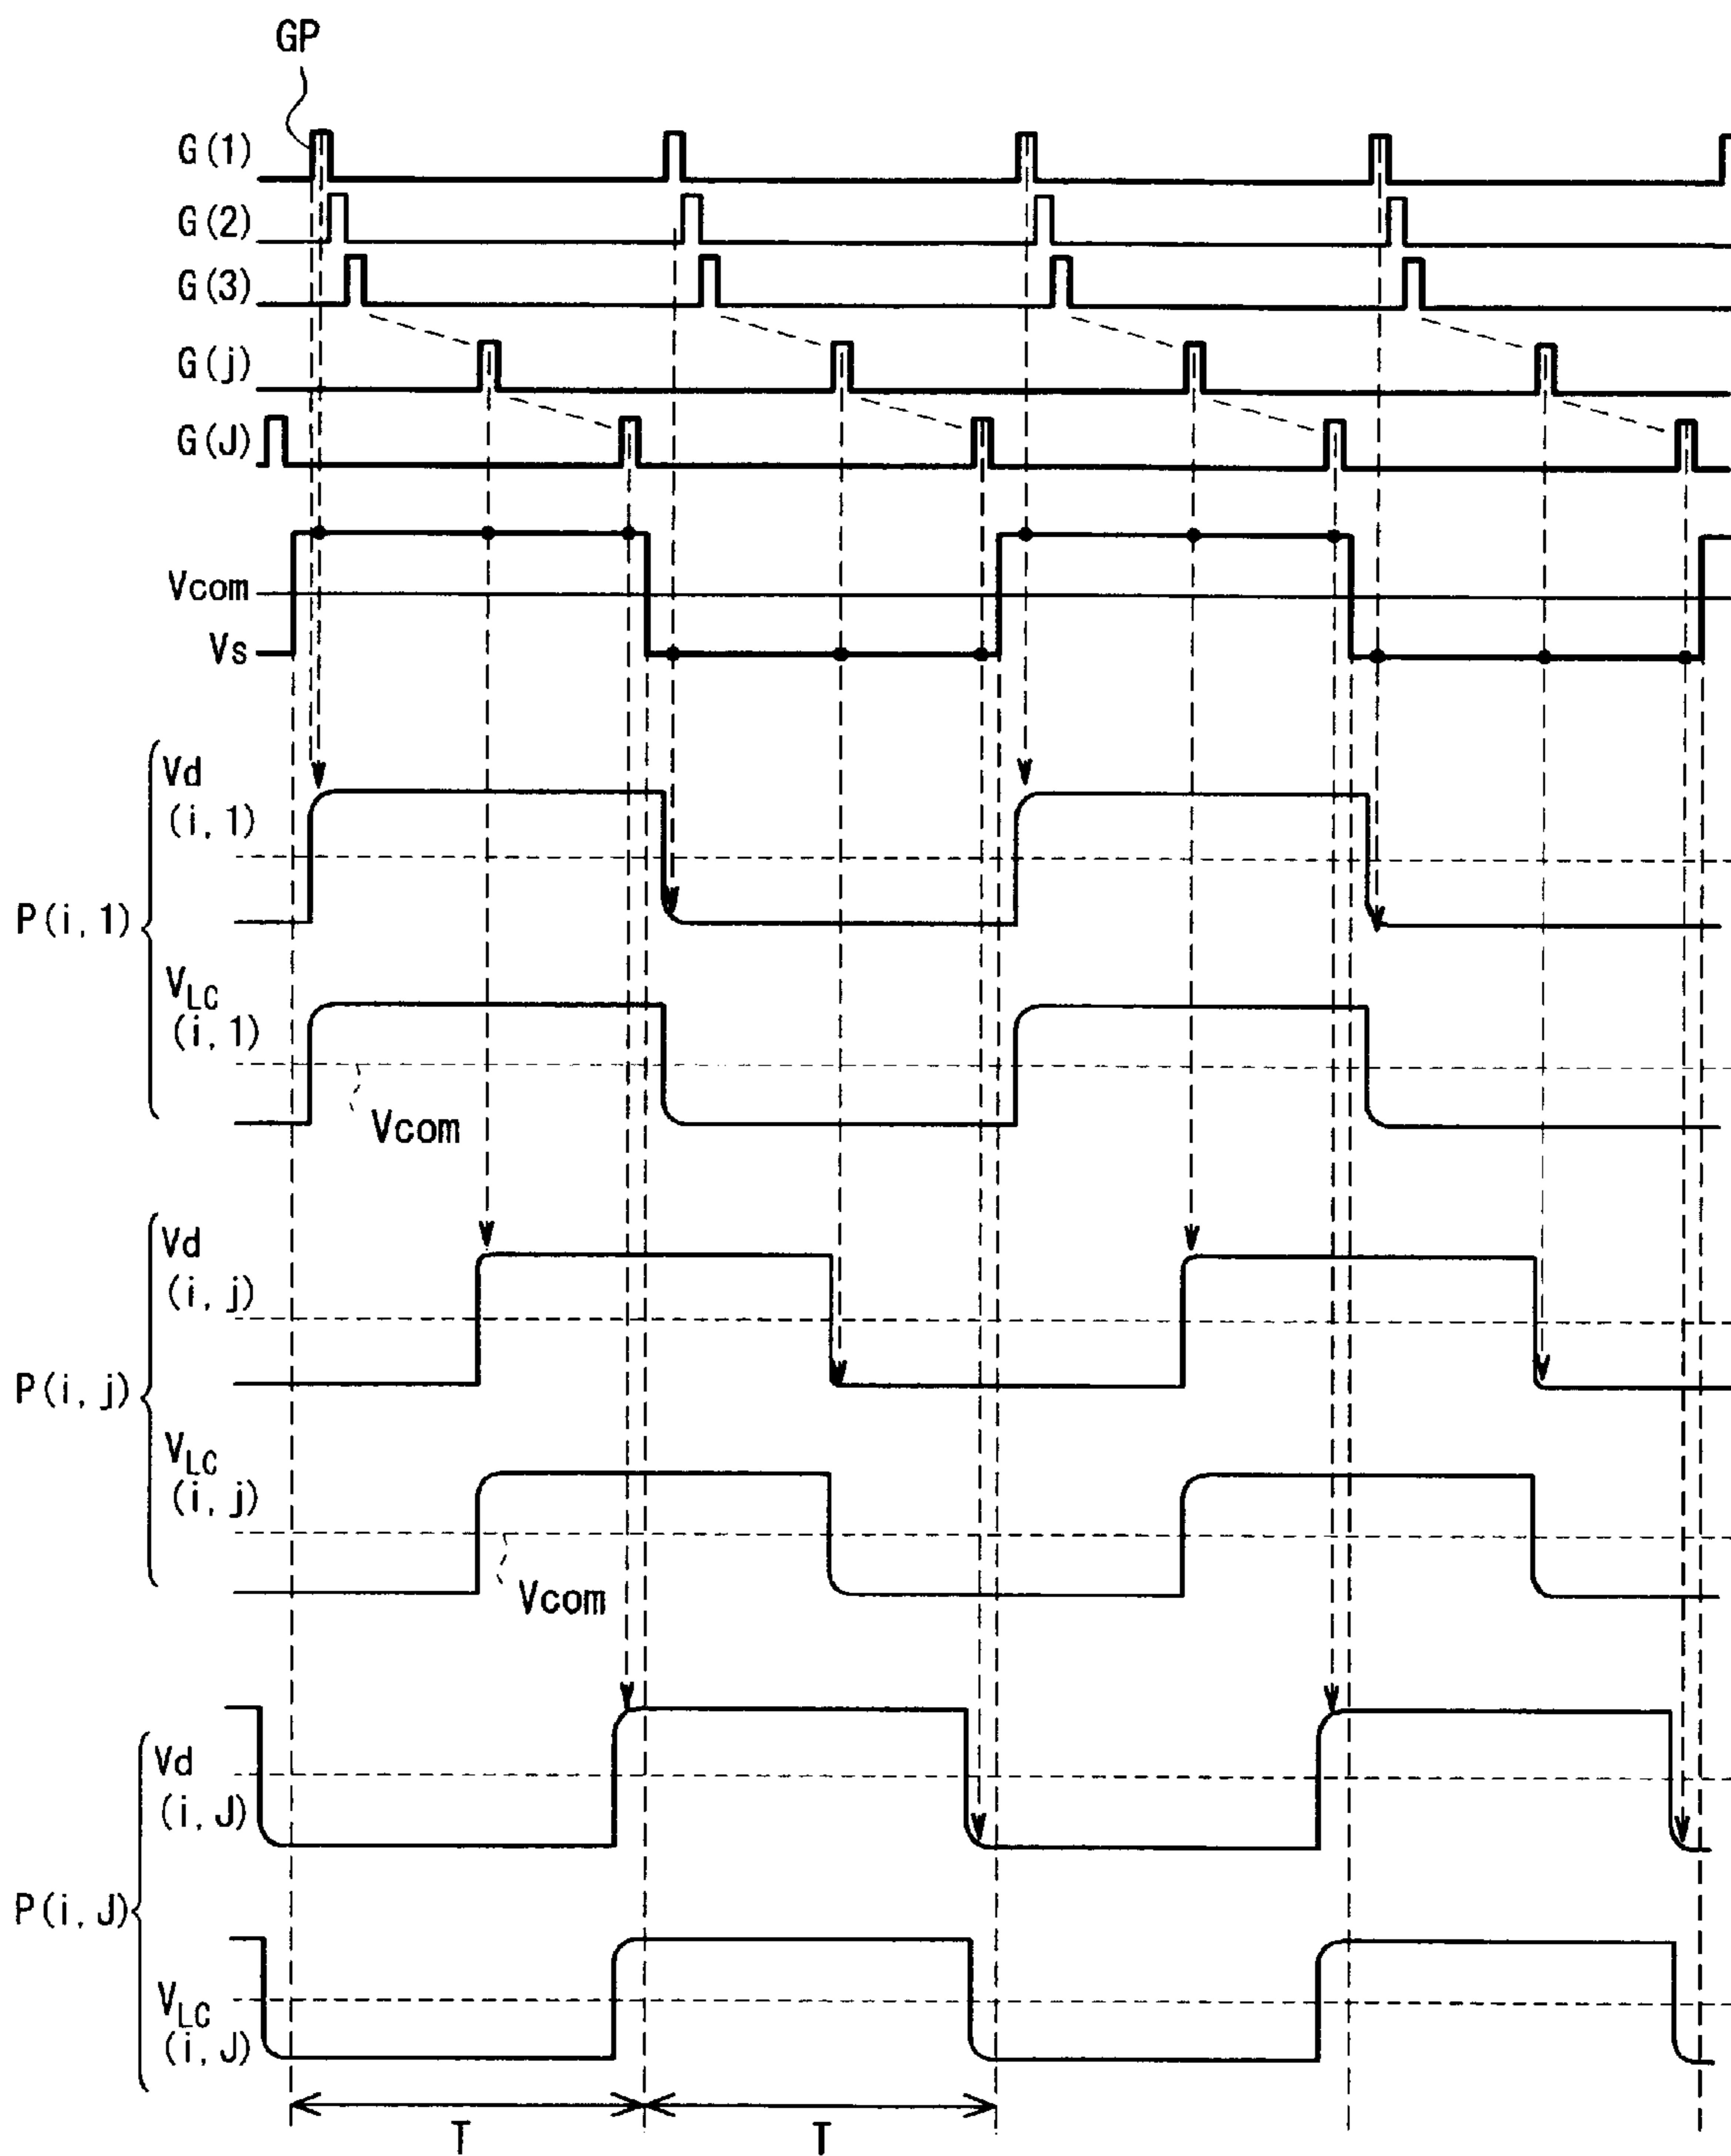 GP
G(1)
G(2)
G(3)
G(j)
G(J)
Vcom
Vs
Vd
(i, 1)
P(i, 1)
VLC
(i, 1)
Vcom
Vd
(i, j)
P(i, j)
VLC
(i, j)
Vcom
Vd
(i, J)
P(i, J)
VLC
(i, J)
T
T